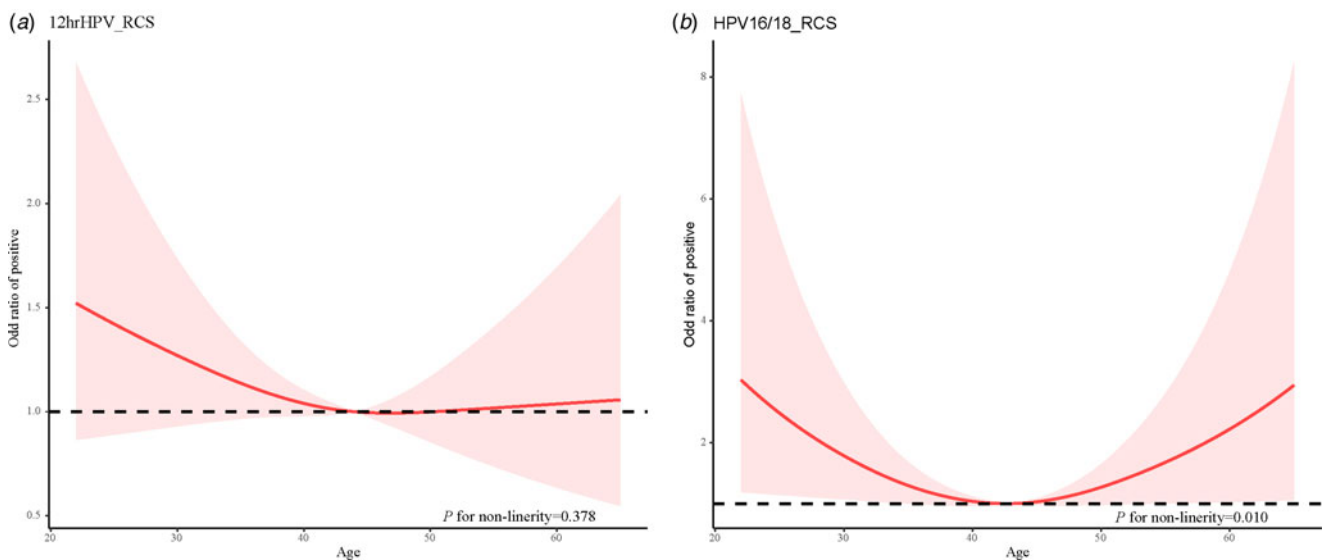 (a) 12hrHPV_RCS
Odd ratio of positive
2.5
2.0
1.5
1.0
0.5
P for non-linerity=0.378
20 30 40 50 60
Age
(b) HPV16/18_RCS
Odd ratio of positive
8
6
4
2
P for non-linerity=0.010
20 30 40 50 60
Age